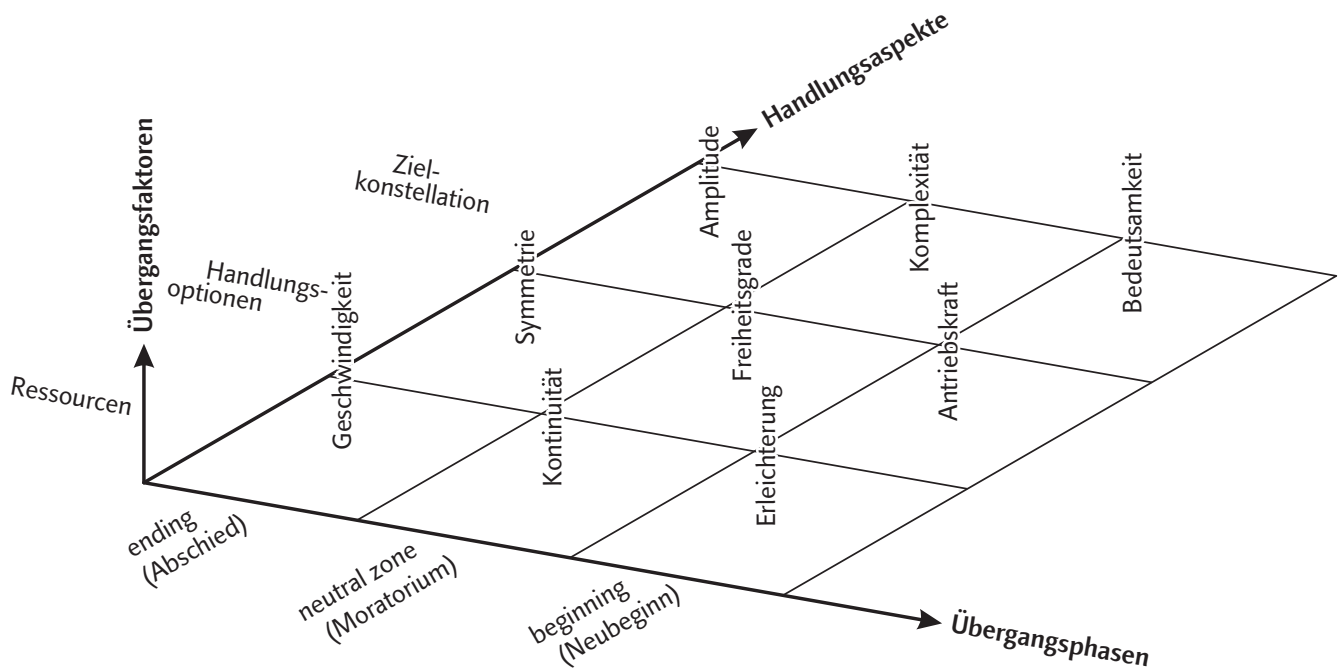 Handlungsaspekte
Übergangsfaktoren
Ziel-
konstellation
Amplitude
Komplexität
Bedeutsamkeit
Handlungs-
optionen
Symmetrie
Freiheitsgrade
Antriebskraft
Ressourcen
Geschwindigkeit
Kontinuität
Erleichterung
ending
(Abschied)
neutral zone
(Moratorium)
beginning
(Neubeginn)
Übergangsphasen